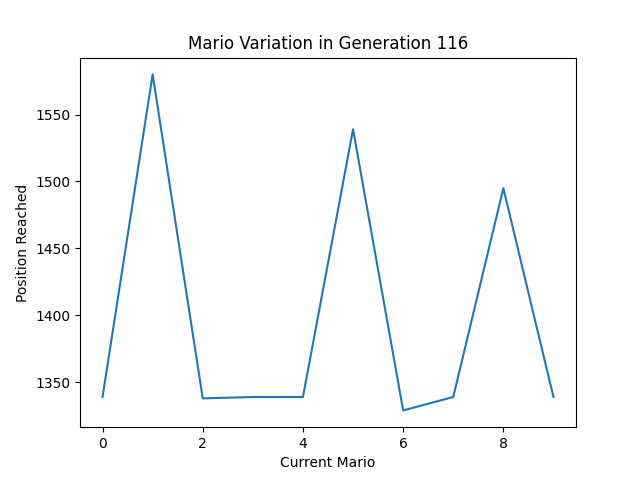 Mario Variation in Generation 116
Position Reached
1550
1500
1450
1400
1350
0 2 4 6 8
Current Mario